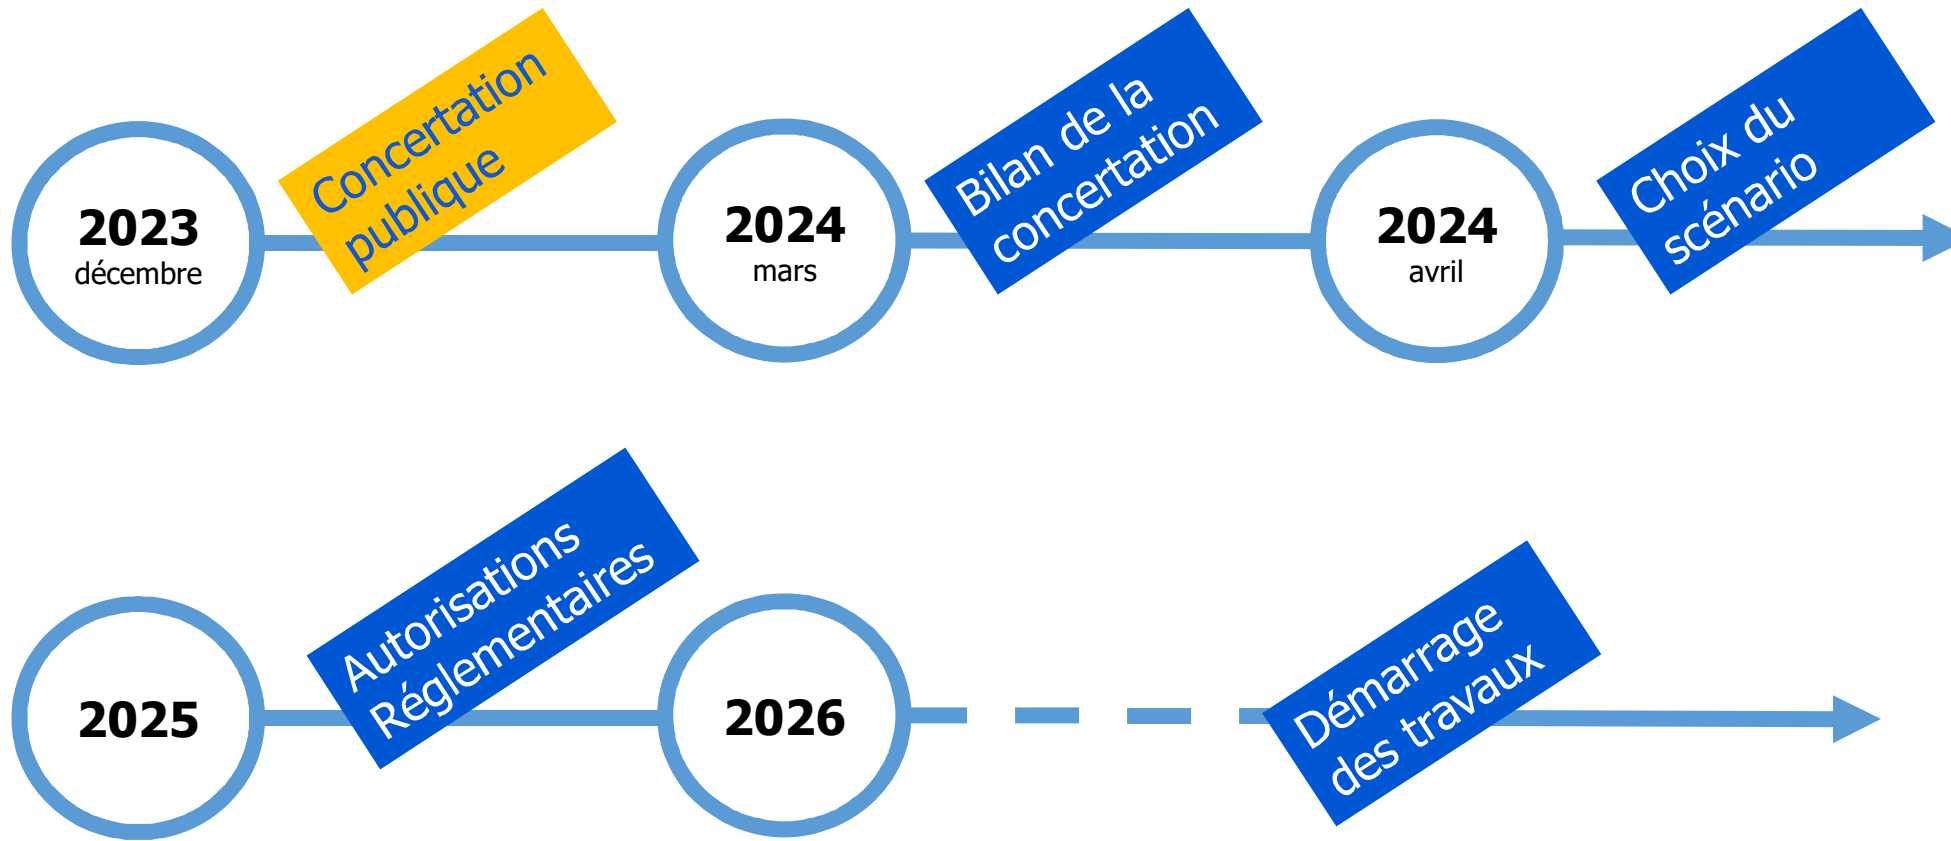 2023
décembre
Concertation
publique
2024
mars
Bilan de la
concertation
2024
avril
Choix du
scénario
2025
Autorisations
Réglementaires
2026
Démarrage
des travaux